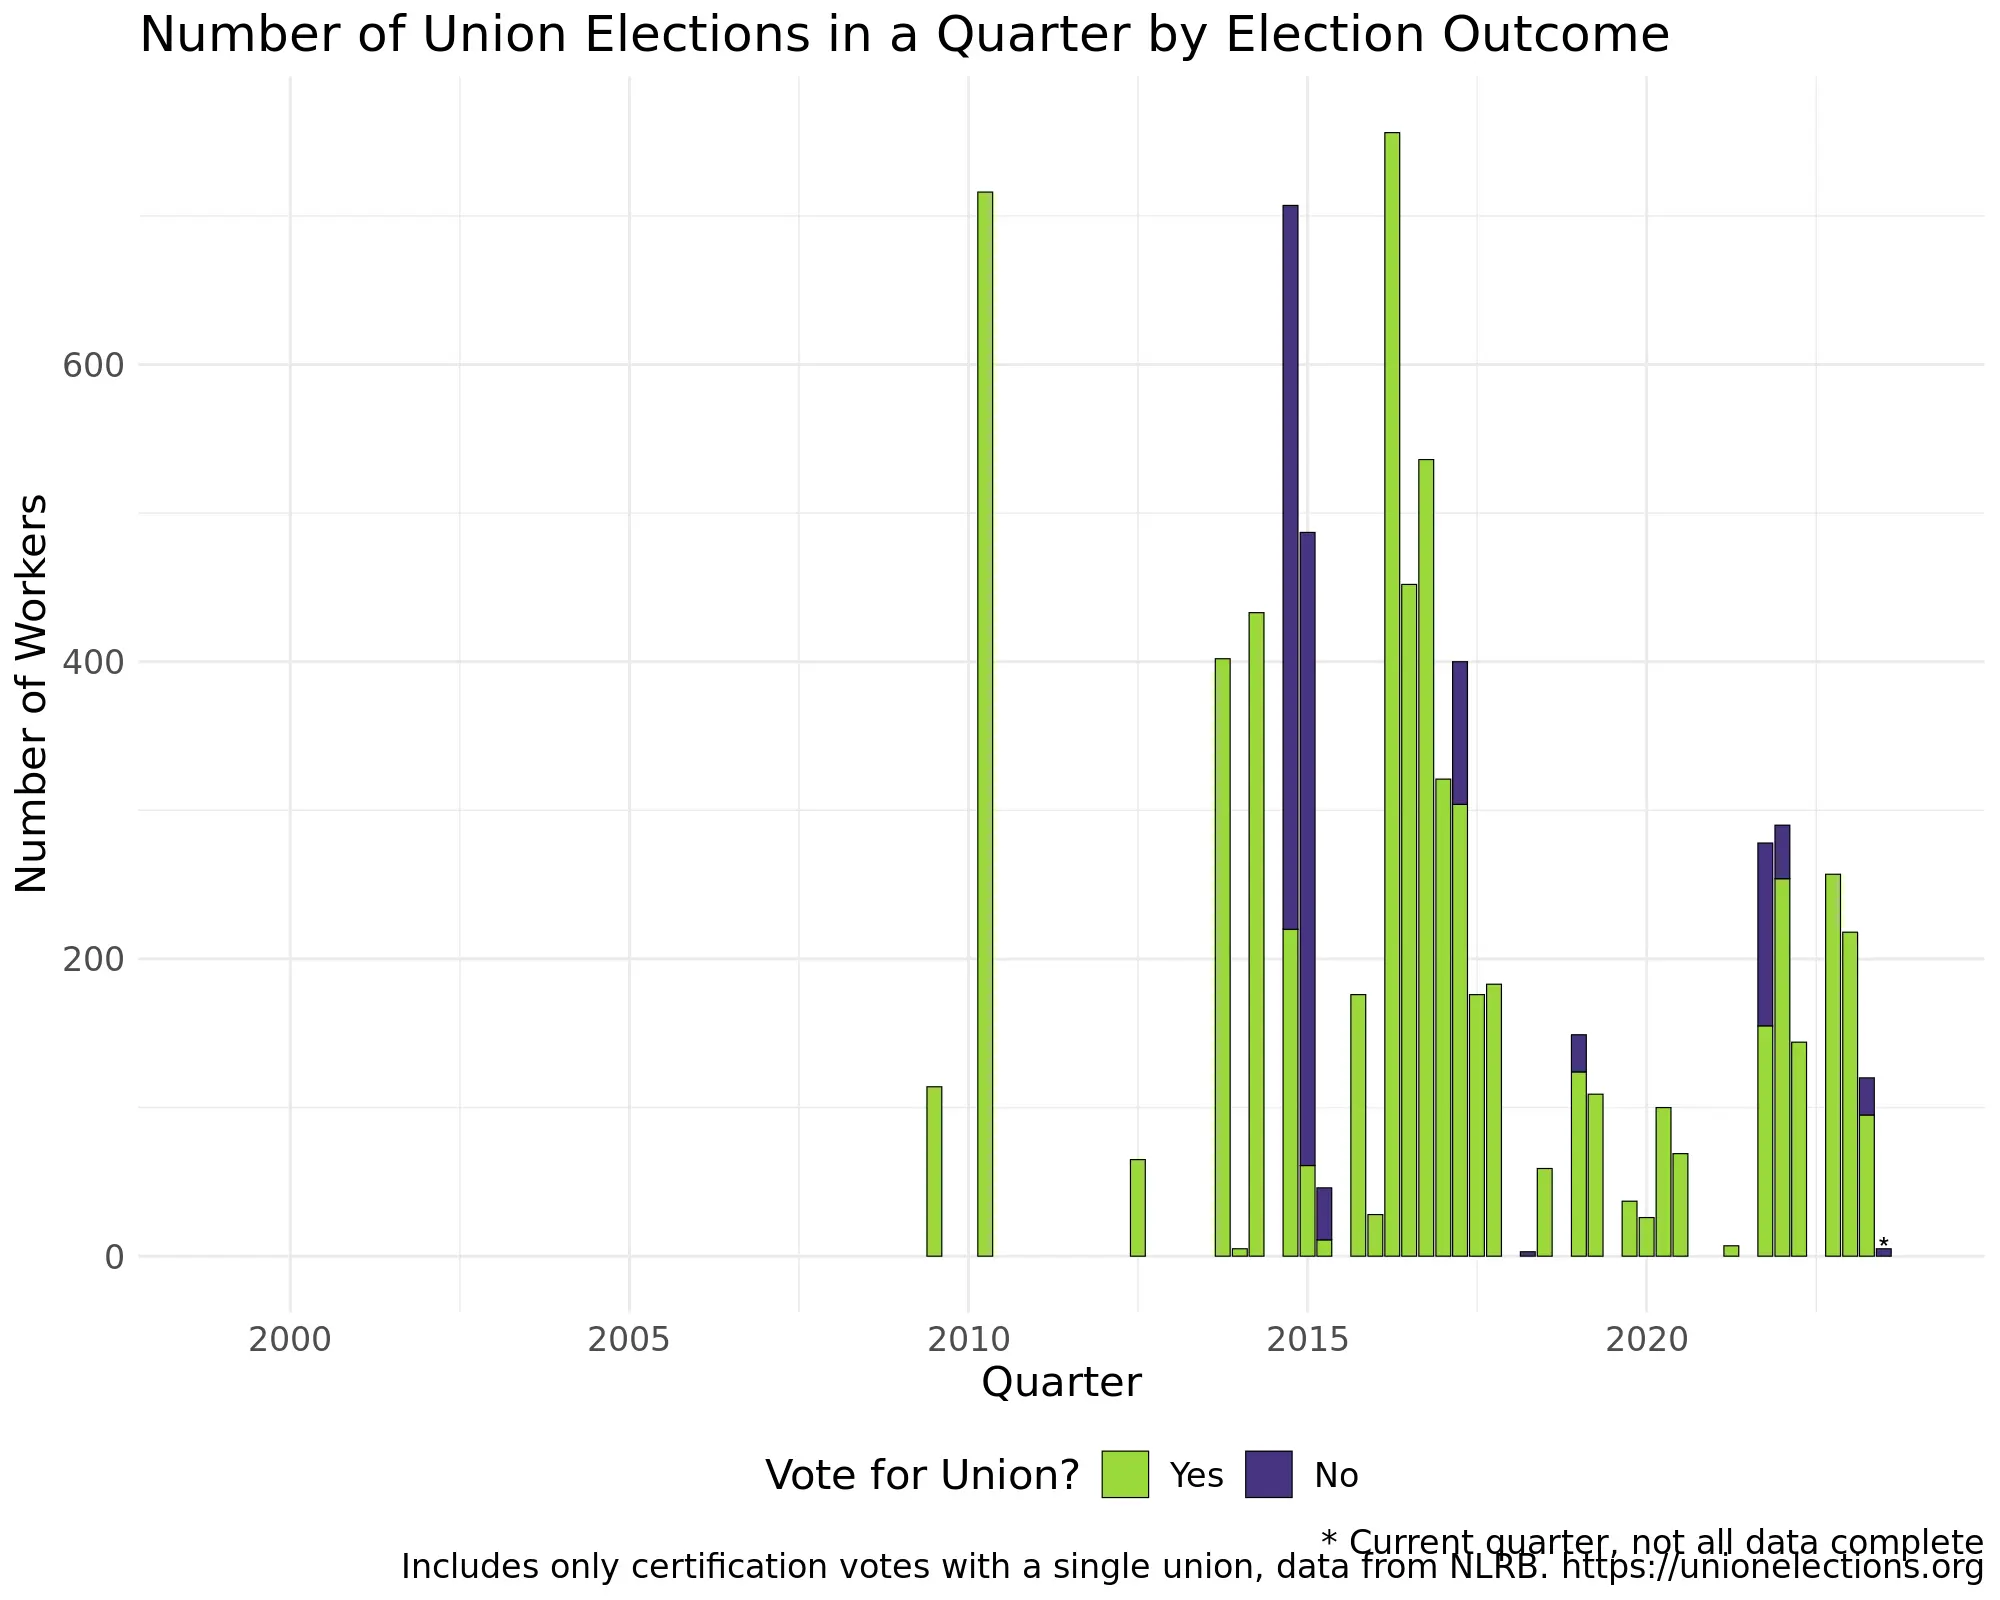 Number of Union Elections in a Quarter by Election Outcome
Number of Workers
600
400
200
0
2000 2005 2010 2015 2020
*
Quarter
Vote for Union? Yes No
* Current quarter, not all data complete
Includes only certification votes with a single union, data from NLRB. https://unionelections.org